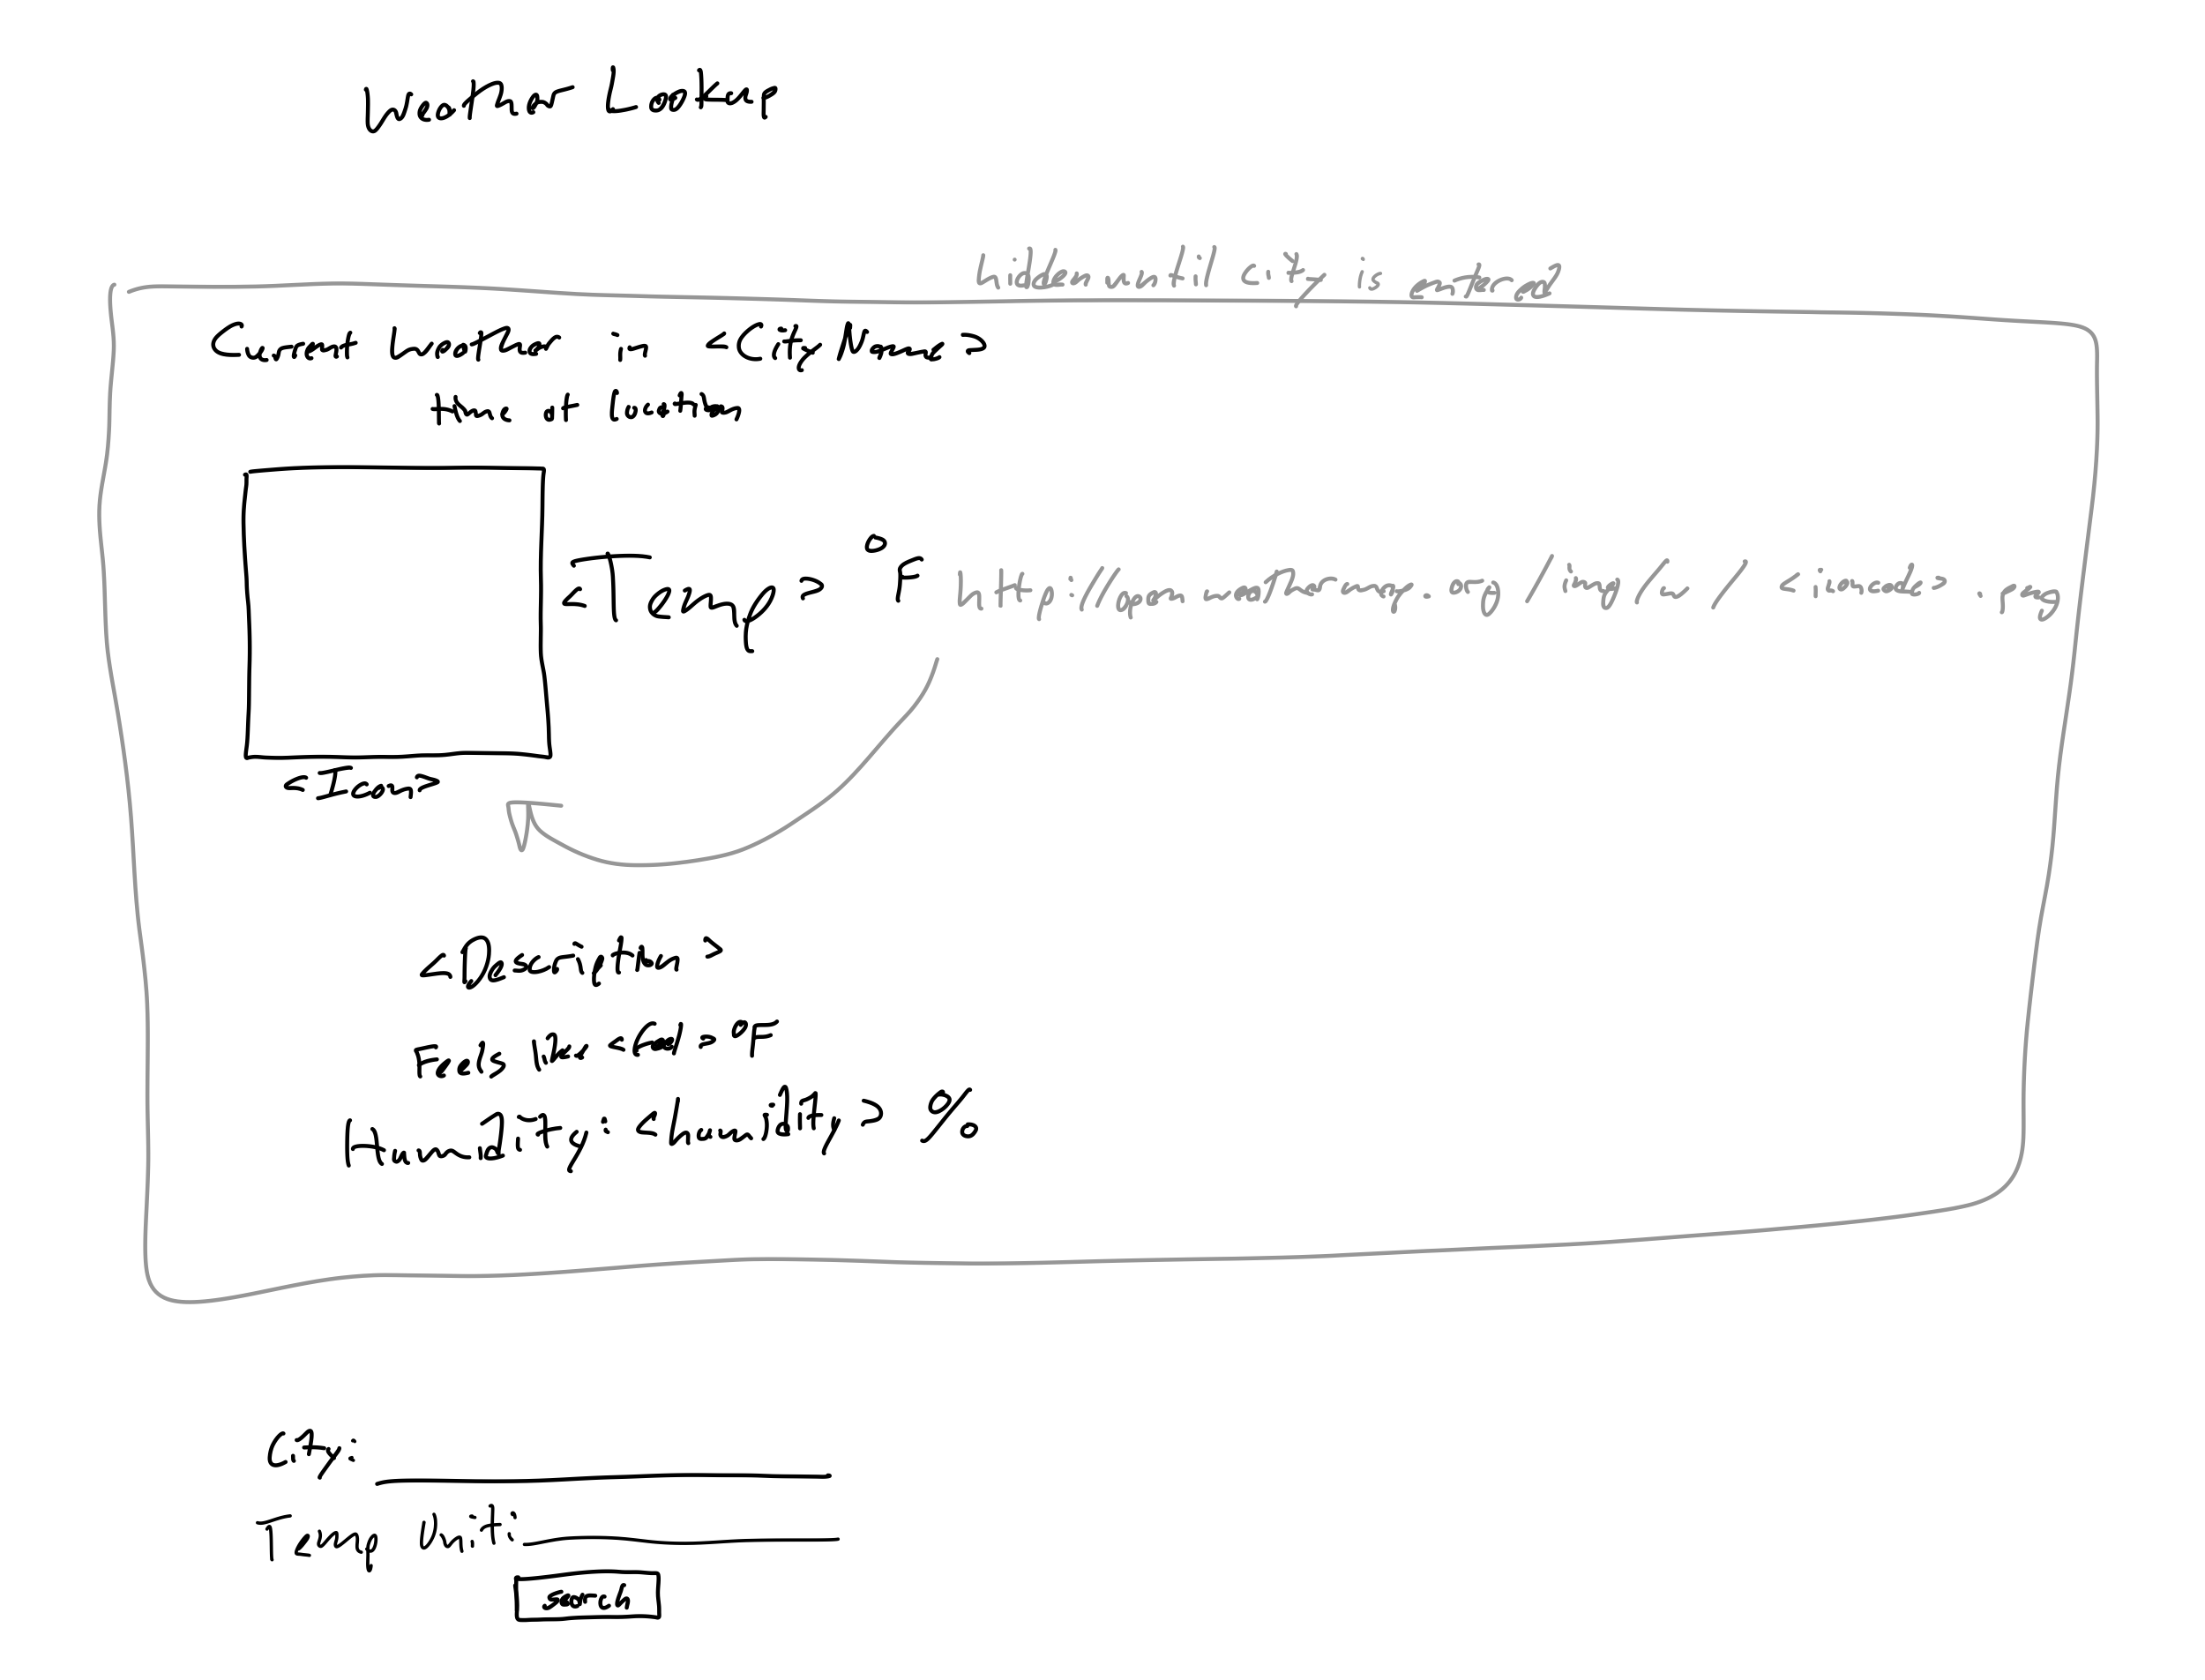 Weather Lookup
hidden until city is entered
Current Weather in <City Name>
time at location
<Temp> °F
http://openweathermap.org/img/w/<icond>.png
<Icon>
<Description>
Feels like <Feel> °F
Humidity: <humidity> %
City:
Temp Unit:
search